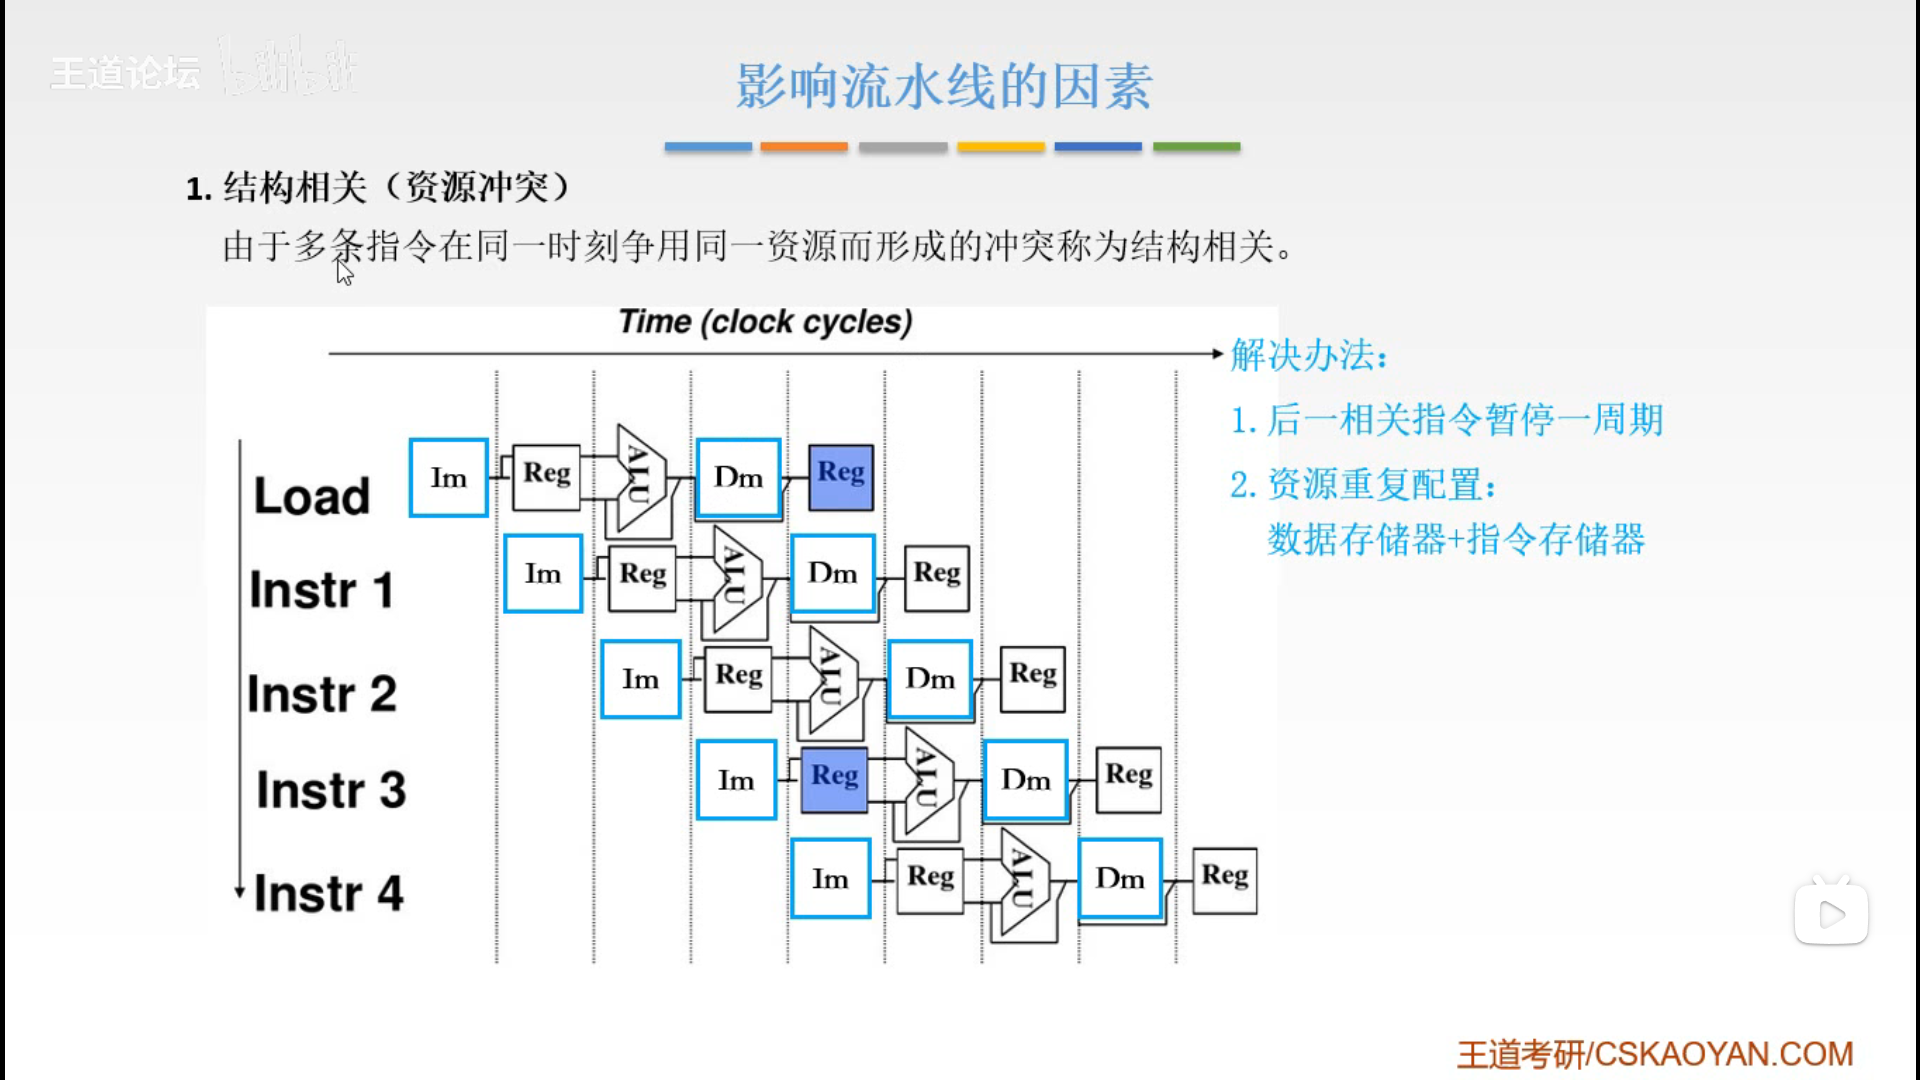 王道论坛 bilibili
影响流水线的因素
1. 结构相关（资源冲突）
由于多条指令在同一时刻争用同一资源而形成的冲突称为结构相关。
Time (clock cycles)
解决办法：
1. 后一相关指令暂停一周期
2. 资源重复配置：
数据存储器+指令存储器
Load Im Reg ALU Dm Reg
Instr 1 Im Reg ALU Dm Reg
Instr 2 Im Reg ALU Dm Reg
Instr 3 Im Reg ALU Dm Reg
Instr 4 Im Reg ALU Dm Reg
王道考研/CSKAOYAN.COM